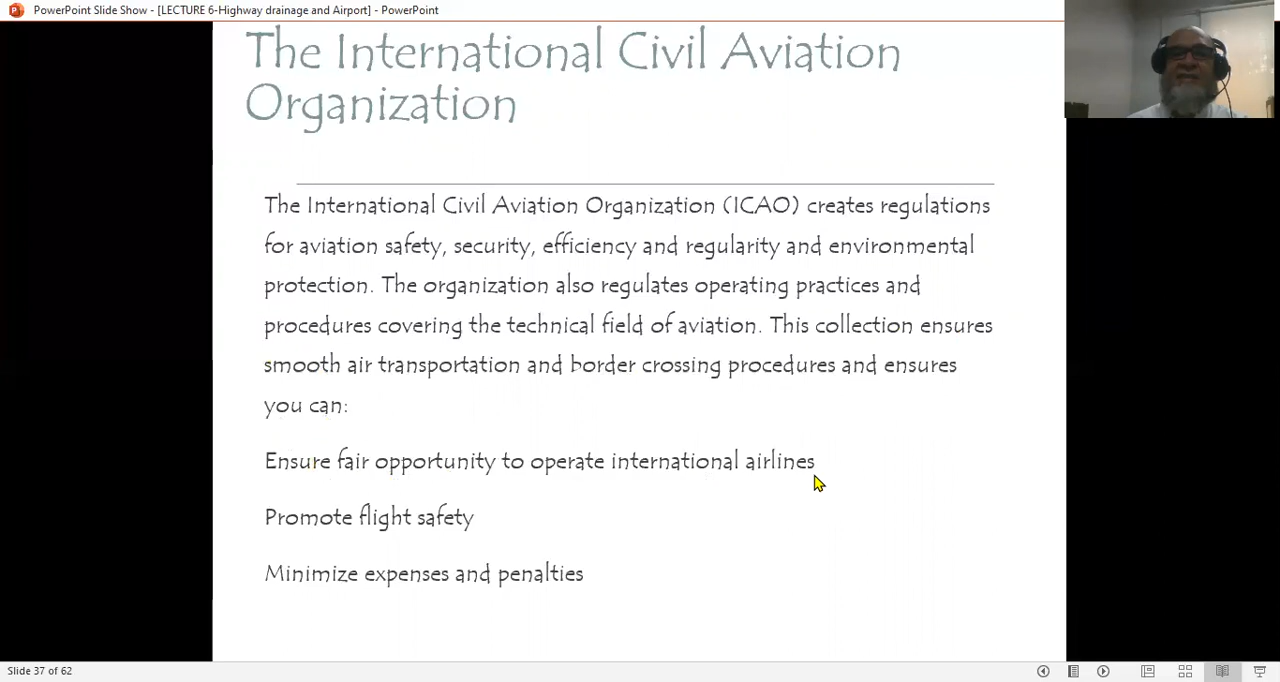 PowerPoint Slide Show - [LECTURE 6-Highway drainage and Airport] - PowerPoint
The International Civil Aviation
Organization
The International Civil Aviation Organization (ICAO) creates regulations
for aviation safety, security, efficiency and regularity and environmental
protection. The organization also regulates operating practices and
procedures covering the technical field of aviation. This collection ensures
smooth air transportation and border crossing procedures and ensures
you can:
Ensure fair opportunity to operate international airlines
Promote flight safety
Minimize expenses and penalties
Slide 37 of 62